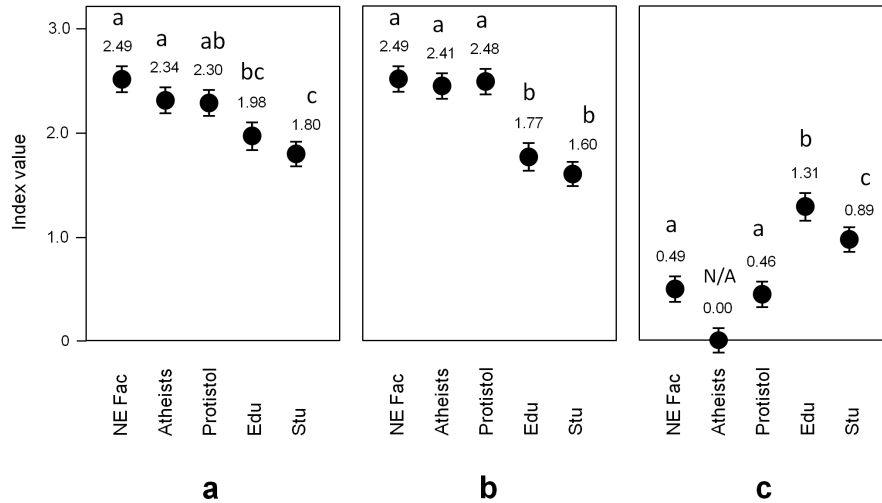 3.0
2.0
1.0
0
Index value
a
2.49
a
2.34
ab
2.30
bc
1.98
c
1.80
NE Fac
Atheists
Protistol
Edu
Stu
a
a
2.49
a
2.41
a
2.48
b
1.77
b
1.60
NE Fac
Atheists
Protistol
Edu
Stu
b
a
0.49
N/A
0.00
a
0.46
b
1.31
c
0.89
NE Fac
Atheists
Protistol
Edu
Stu
c